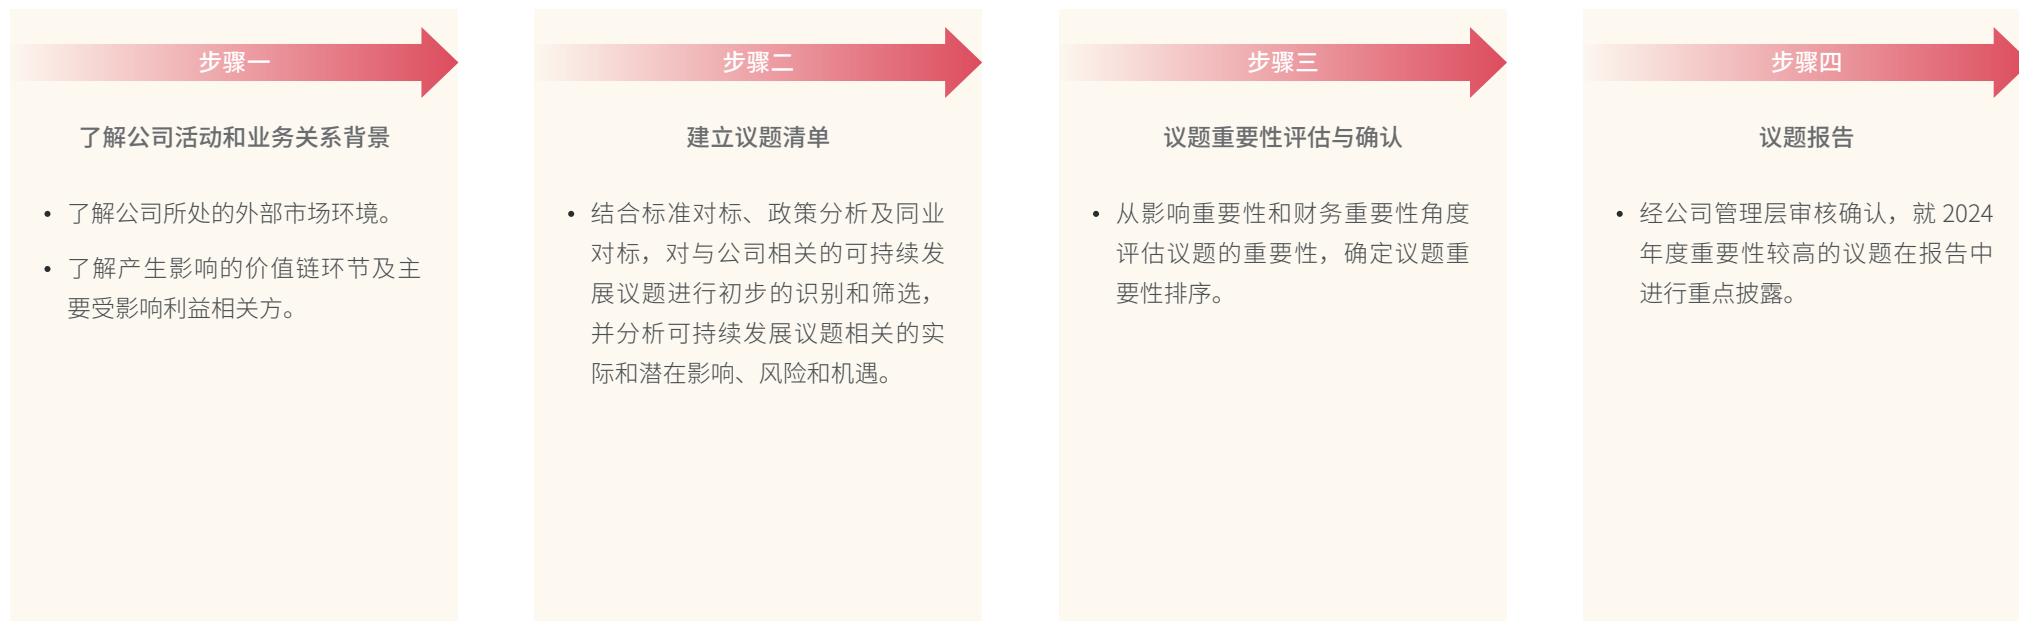 步骤一
了解公司活动和业务关系背景
• 了解公司所处的外部市场环境。
• 了解产生影响的价值链环节及主
要受影响利益相关方。
步骤二
建立议题清单
• 结合标准对标、政策分析及同业
对标，对与公司相关的可持续发
展议题进行初步的识别和筛选，
并分析可持续发展议题相关的实
际和潜在影响、风险和机遇。
步骤三
议题重要性评估与确认
• 从影响重要性和财务重要性角度
评估议题的重要性，确定议题重
要性排序。
步骤四
议题报告
• 经公司管理层审核确认，就 2024
年度重要性较高的议题在报告中
进行重点披露。